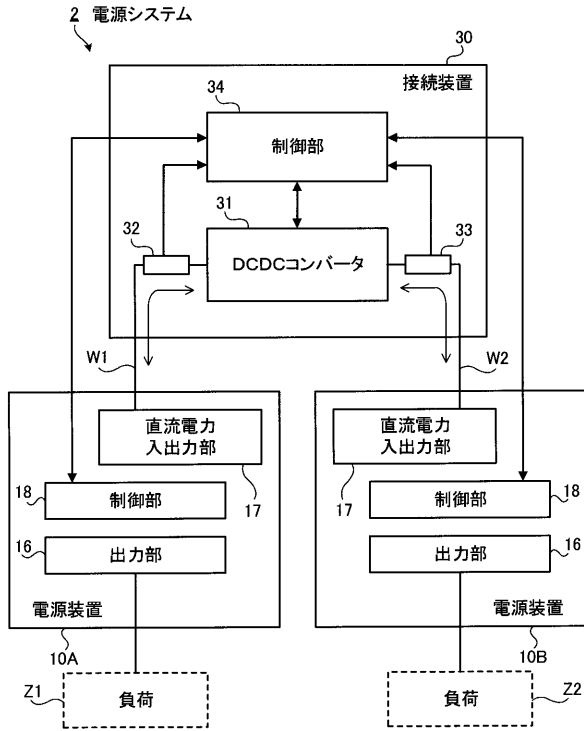 2 電源システム
30
接続装置
34
制御部
31
DCDCコンバータ
32
33
W1
W2
直流電力
入出力部
17
18
制御部
16
出力部
電源装置
10A
直流電力
入出力部
17
制御部
18
出力部
16
電源装置
10B
Z1
負荷
負荷
Z2